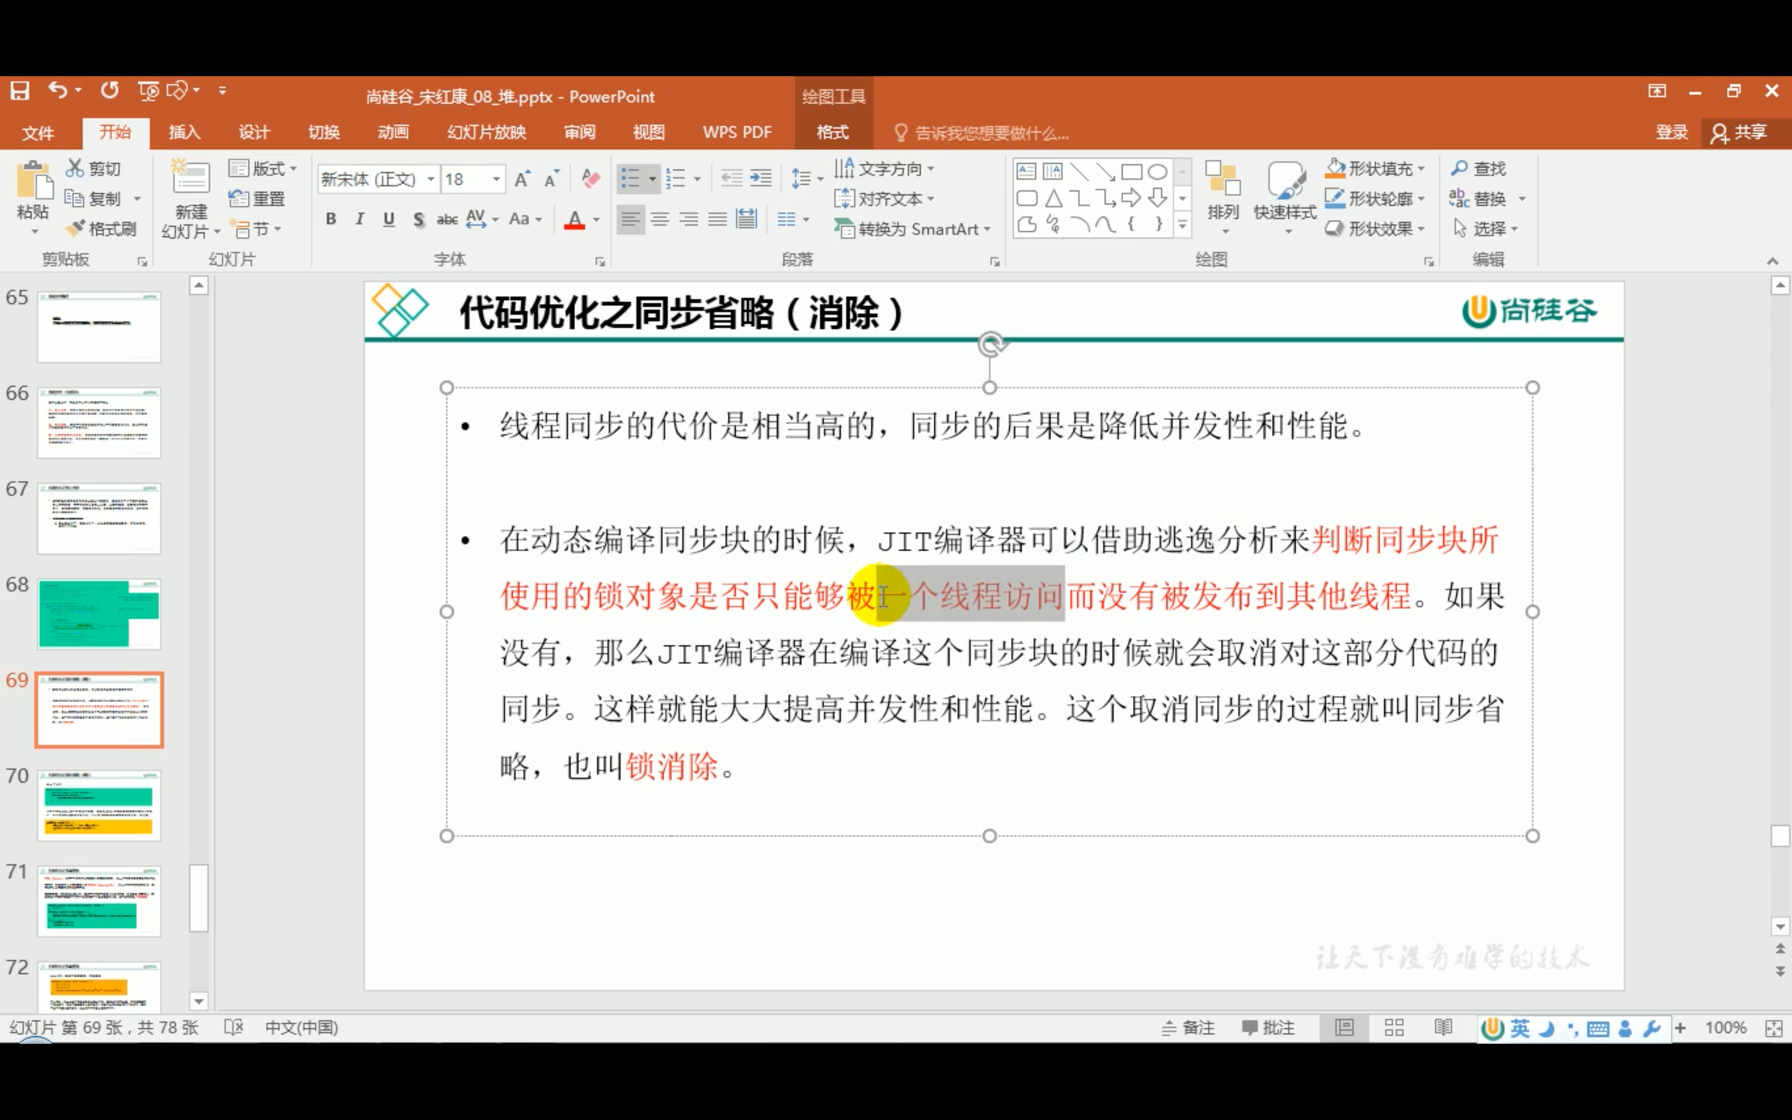 尚硅谷_宋红康_08_堆.pptx - PowerPoint
绘图工具
文件 开始 插入 设计 切换 动画 幻灯片放映 审阅 视图 WPS PDF 格式 告诉我您想要做什么... 登录 共享
粘贴
剪切
复制
格式刷
剪贴板
新建
幻灯片
版式
重置
节
幻灯片
新宋体 (正文) 18
B I U S abc AV Aa A
字体
文字方向
对齐文本
转换为 SmartArt
段落
排列
快速样式
形状填充
形状轮廓
形状效果
绘图
查找
替换
选择
编辑
65
66
67
68
69
70
71
72
代码优化之同步省略（消除）
尚硅谷
• 线程同步的代价是相当高的，同步的后果是降低并发性和性能。
• 在动态编译同步块的时候，JIT编译器可以借助逃逸分析来判断同步块所
使用的锁对象是否只能够被一个线程访问而没有被发布到其他线程。如果
没有，那么JIT编译器在编译这个同步块的时候就会取消对这部分代码的
同步。这样就能大大提高并发性和性能。这个取消同步的过程就叫同步省
略，也叫锁消除。
让天下没有难学的技术
幻灯片 第 69 张，共 78 张 中文(中国) 备注 批注 英 100%